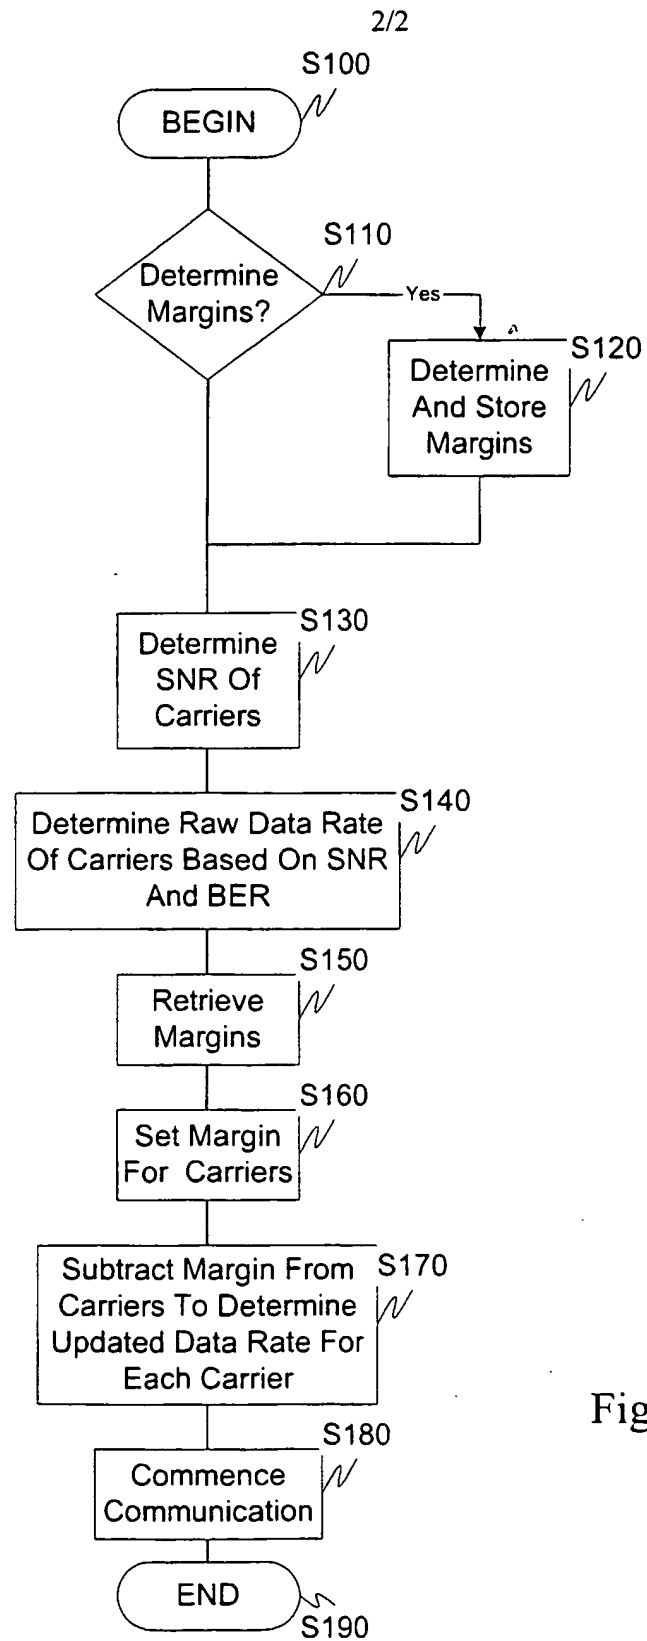 2/2
S100
BEGIN
S110
Determine
Margins?
Yes
S120
Determine
And Store
Margins
S130
Determine
SNR Of
Carriers
S140
Determine Raw Data Rate
Of Carriers Based On SNR
And BER
S150
Retrieve
Margins
S160
Set Margin
For Carriers
S170
Subtract Margin From
Carriers To Determine
Updated Data Rate For
Each Carrier
Fig
S180
Commence
Communication
END
S190